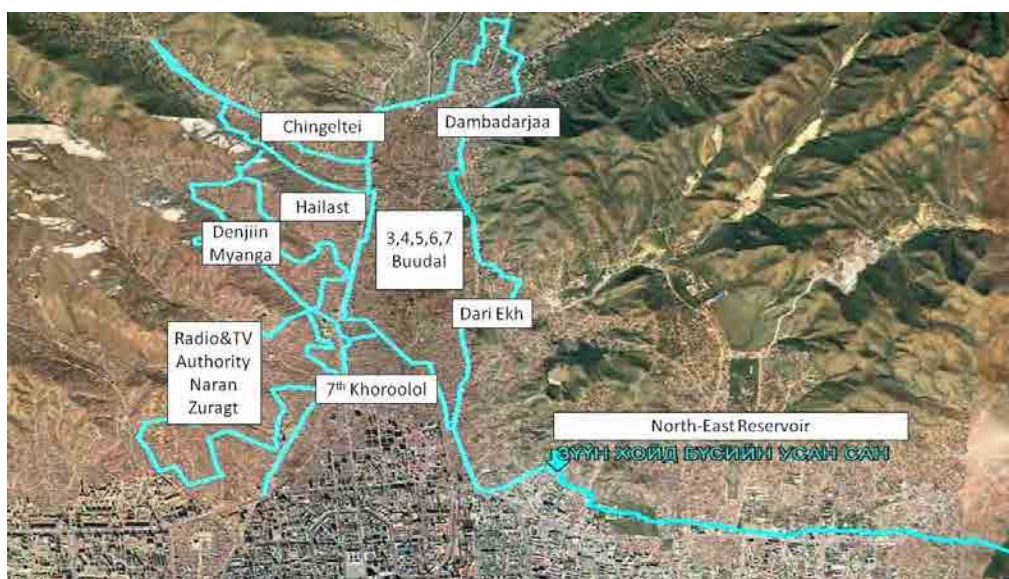 Chingeltei
Dambadarjaa
Hailast
Denjiin
Myanga
3,4,5,6,7
Buudal
Dari Ekh
Radio&TV
Authority
Naran
Zuragt
7th Khoroolol
North-East Reservoir
ЗҮҮН ХОЙД БҮСИЙН УСАН САН